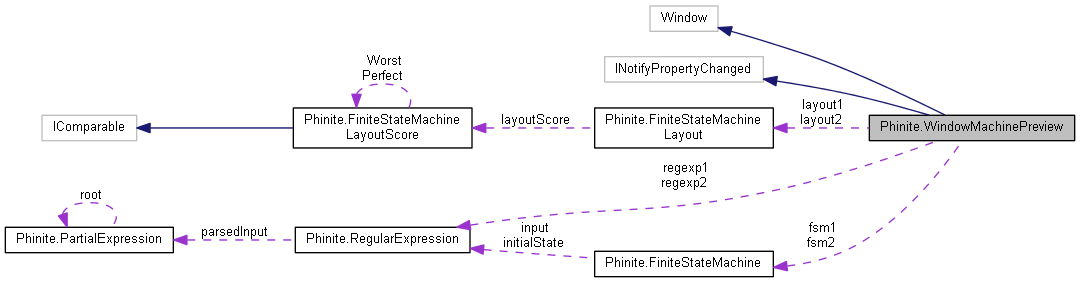 Window
INotifyPropertyChanged
Worst
Perfect
layout1
layout2
IComparable
Phinite.FiniteStateMachine
LayoutScore
layoutScore
Phinite.FiniteStateMachine
Layout
Phinite.WindowMachinePreview
regexp1
regexp2
root
Phinite.PartialExpression
parsedInput
Phinite.RegularExpression
input
initialState
fsm1
fsm2
Phinite.FiniteStateMachine